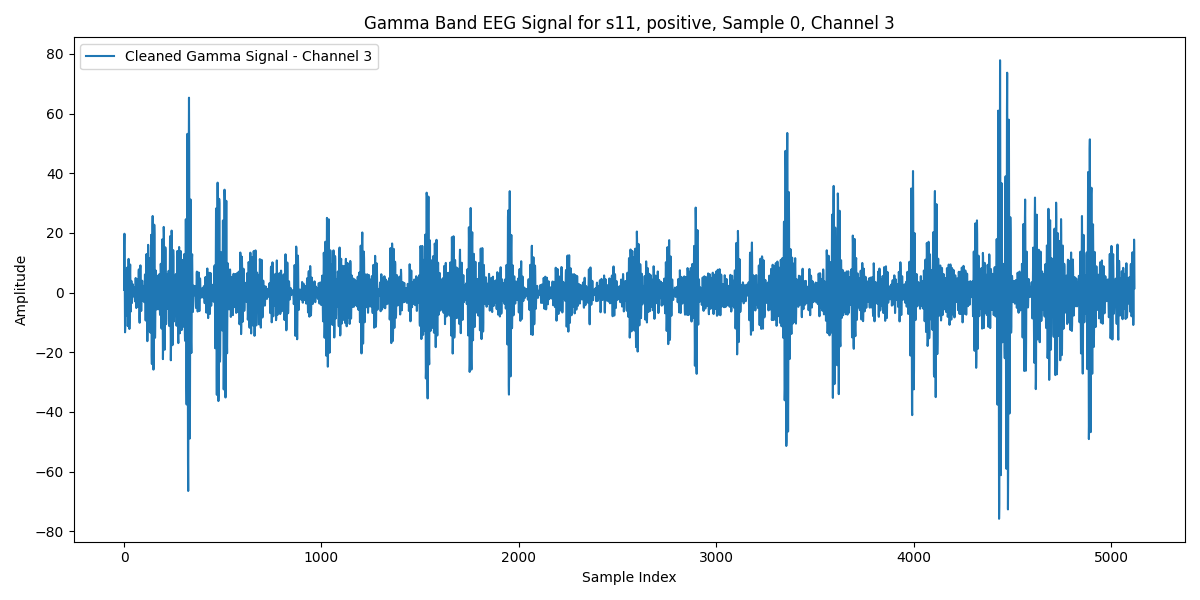 Gamma Band EEG Signal for s11, positive, Sample 0, Channel 3
Cleaned Gamma Signal - Channel 3
80
60
40
20
0
−20
−40
−60
−80
Amplitude
0 1000 2000 3000 4000 5000
Sample Index